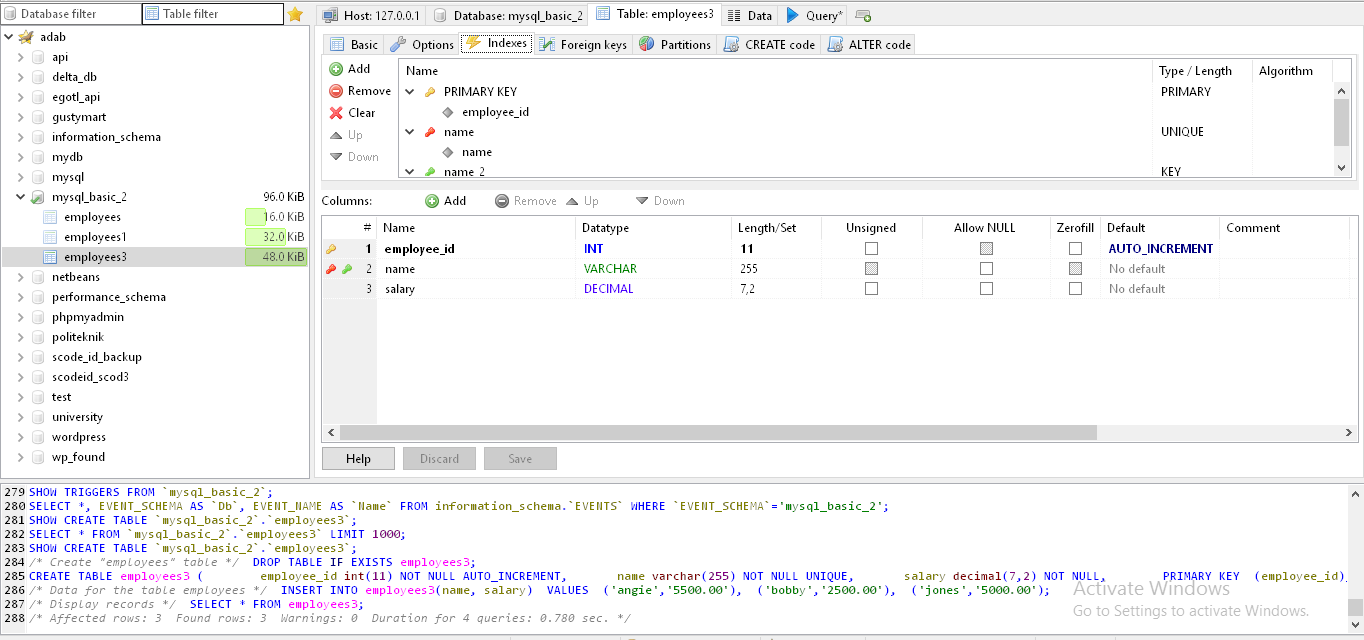 Database filter
Table filter
Host: 127.0.0.1
Database: mysql_basic_2
Table: employees3
Data
Query*
adab
api
delta_db
egotl_api
gustymart
information_schema
mydb
mysql
mysql_basic_2 96.0 KiB
employees 16.0 KiB
employees1 32.0 KiB
employees3 48.0 KiB
netbeans
performance_schema
phpmyadmin
politeknik
scode_id_backup
scodeid_scod3
test
university
wordpress
wp_found
Basic
Options
Indexes
Foreign keys
Partitions
CREATE code
ALTER code
Add
Remove
Clear
Up
Down
Name Type / Length Algorithm
PRIMARY KEY PRIMARY
employee_id
name UNIQUE
name
name_2 KEY
Columns: Add Remove Up Down
# Name Datatype Length/Set Unsigned Allow NULL Zerofill Default Comment
1 employee_id INT 11 AUTO_INCREMENT
2 name VARCHAR 255 No default
3 salary DECIMAL 7,2 No default
Help Discard Save
279 SHOW TRIGGERS FROM `mysql_basic_2`;
280 SELECT *, EVENT_SCHEMA AS `Db`, EVENT_NAME AS `Name` FROM information_schema.`EVENTS` WHERE `EVENT_SCHEMA`='mysql_basic_2';
281 SHOW CREATE TABLE `mysql_basic_2`.`employees3`;
282 SELECT * FROM `mysql_basic_2`.`employees3` LIMIT 1000;
283 SHOW CREATE TABLE `mysql_basic_2`.`employees3`;
284 /* Create "employees" table */ DROP TABLE IF EXISTS employees3;
285 CREATE TABLE employees3 ( employee_id int(11) NOT NULL AUTO_INCREMENT, name varchar(255) NOT NULL UNIQUE, salary decimal(7,2) NOT NULL, PRIMARY KEY (employee_id),
286 /* Data for the table employees */ INSERT INTO employees3(name, salary) VALUES ('angie','5500.00'), ('bobby','2500.00'), ('jones','5000.00');
287 /* Display records */ SELECT * FROM employees3;
288 /* Affected rows: 3 Found rows: 3 Warnings: 0 Duration for 4 queries: 0.780 sec. */
Activate Windows
Go to Settings to activate Windows.